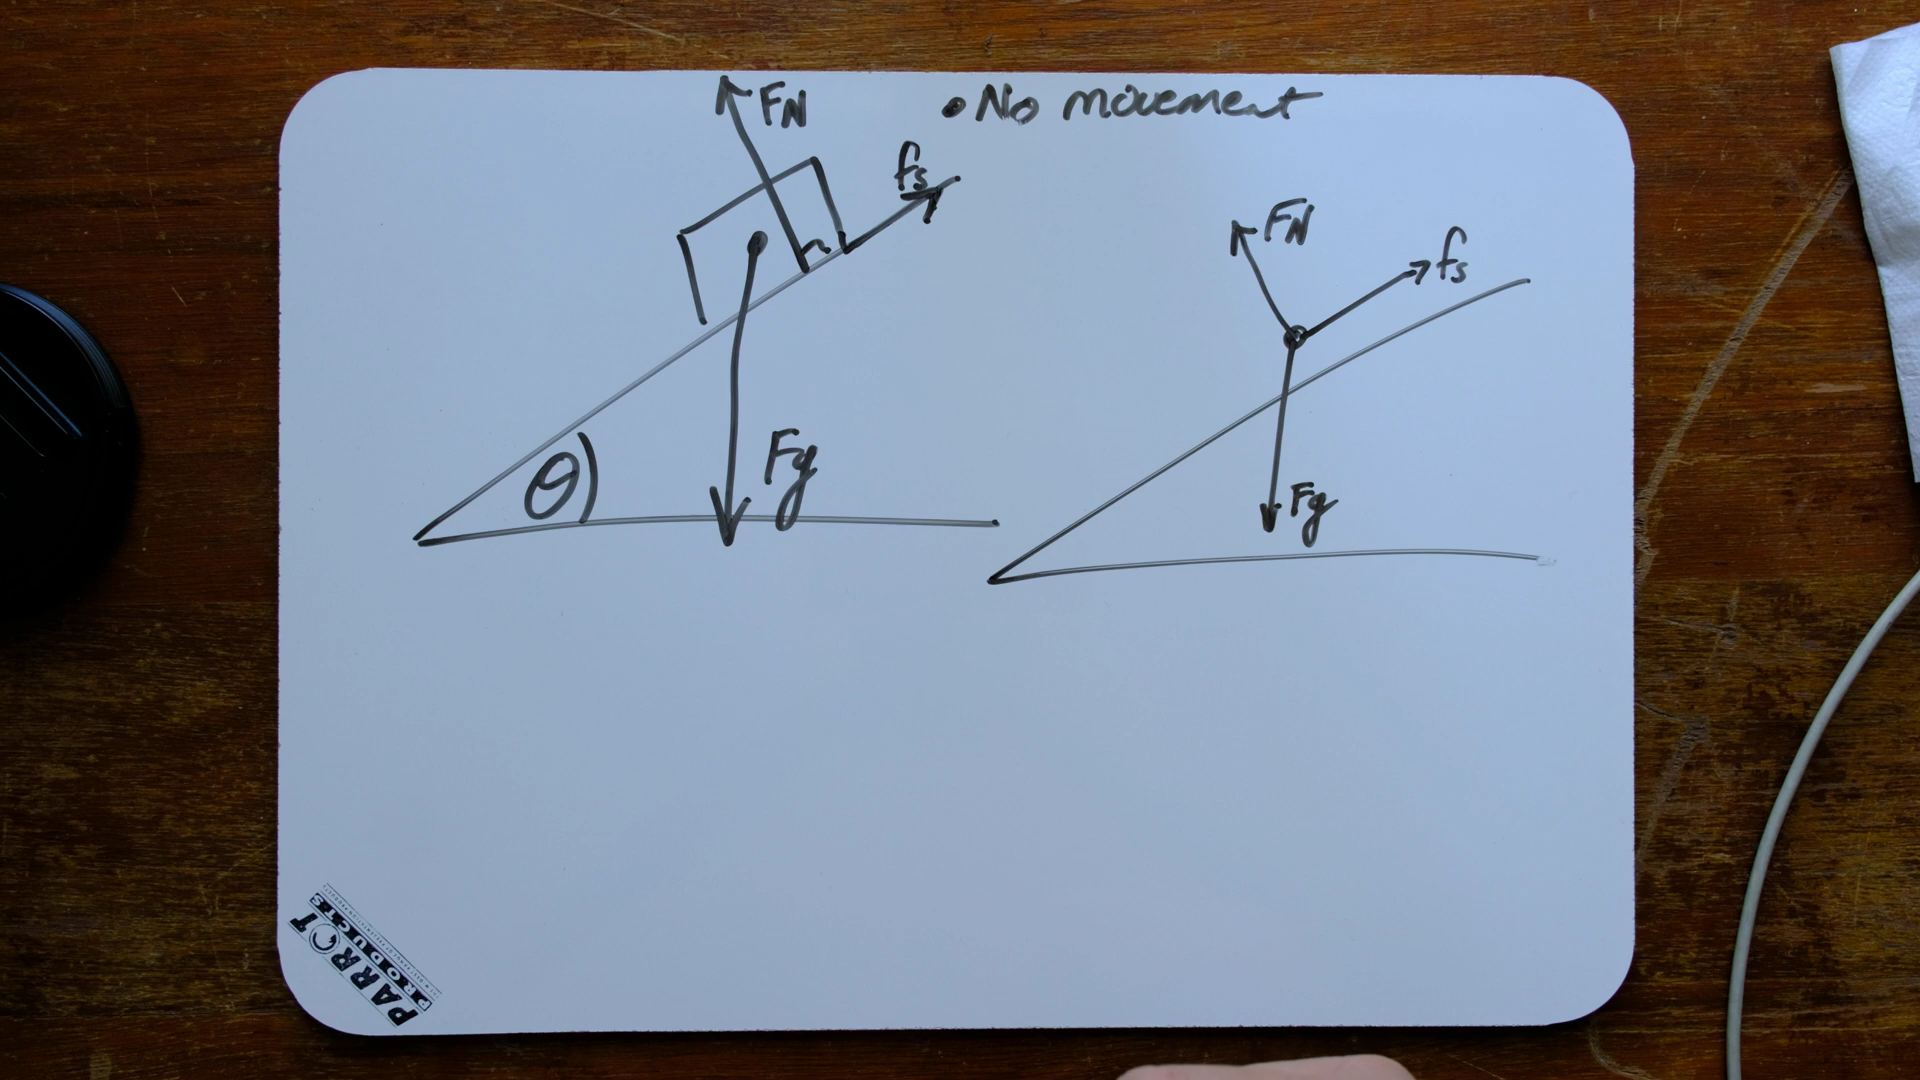 • No movement
FN
fs
Fg
θ
FN
fs
Fg
PARROT
PRODUCTS